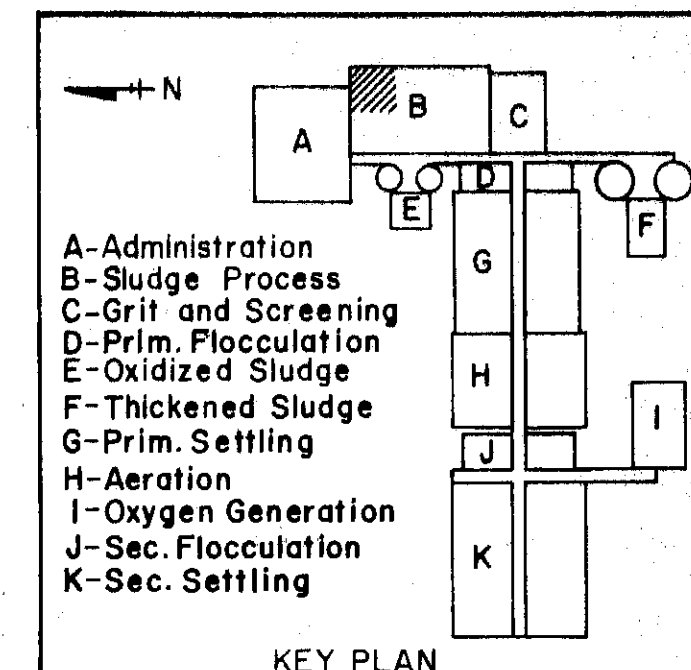 N
A
B
C
D
E
F
G
H
I
J
K
A-Administration
B-Sludge Process
C-Grit and Screening
D-Prim. Flocculation
E-Oxidized Sludge
F-Thickened Sludge
G-Prim. Settling
H-Aeration
I-Oxygen Generation
J-Sec. Flocculation
K-Sec. Settling
KEY PLAN